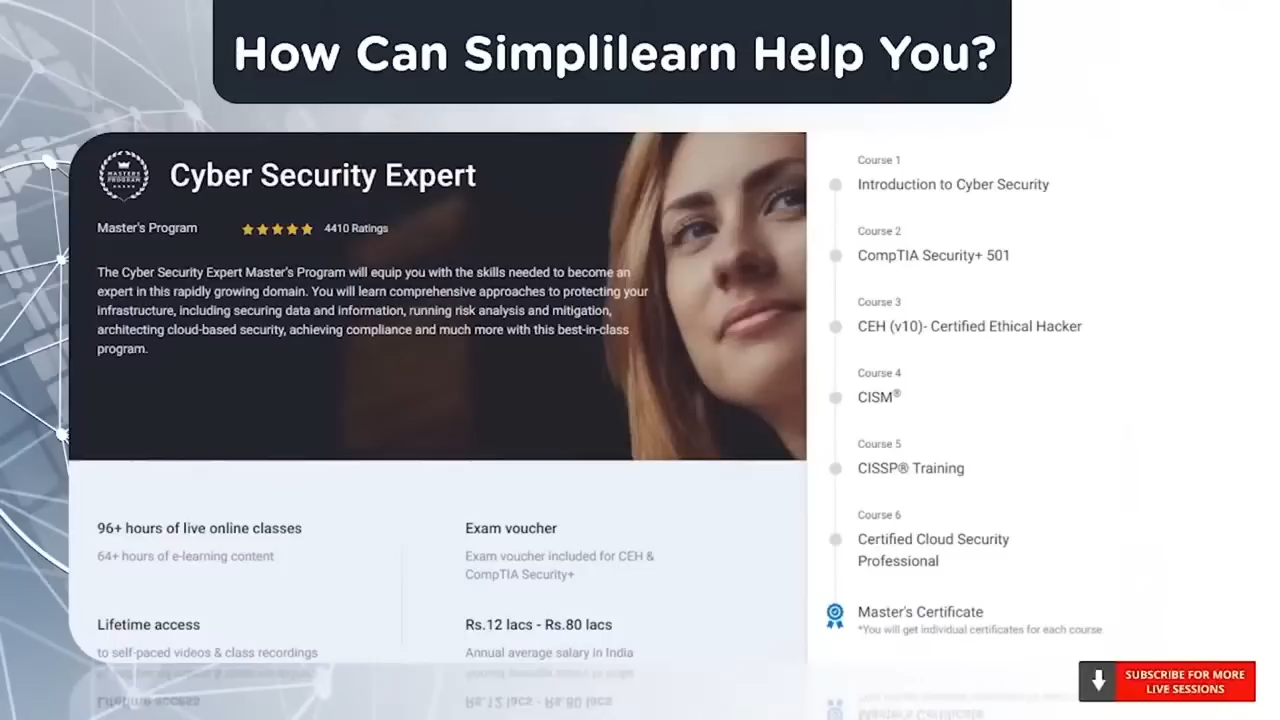 How Can Simplilearn Help You?
MASTERS
PROGRAM
Cyber Security Expert
Master's Program
4410 Ratings
The Cyber Security Expert Master's Program will equip you with the skills needed to become an
expert in this rapidly growing domain. You will learn comprehensive approaches to protecting your
infrastructure, including securing data and information, running risk analysis and mitigation,
architecting cloud-based security, achieving compliance and much more with this best-in-class
program.
96+ hours of live online classes
64+ hours of e-learning content
Exam voucher
Exam voucher included for CEH &
CompTIA Security+
Lifetime access
to self-paced videos & class recordings
Rs.12 lacs - Rs.80 lacs
Annual average salary in India
Course 1
Introduction to Cyber Security
Course 2
CompTIA Security+ 501
Course 3
CEH (v10)- Certified Ethical Hacker
Course 4
CISM®
Course 5
CISSP® Training
Course 6
Certified Cloud Security
Professional
Master's Certificate
*You will get individual certificates for each course
SUBSCRIBE FOR MORE
LIVE SESSIONS